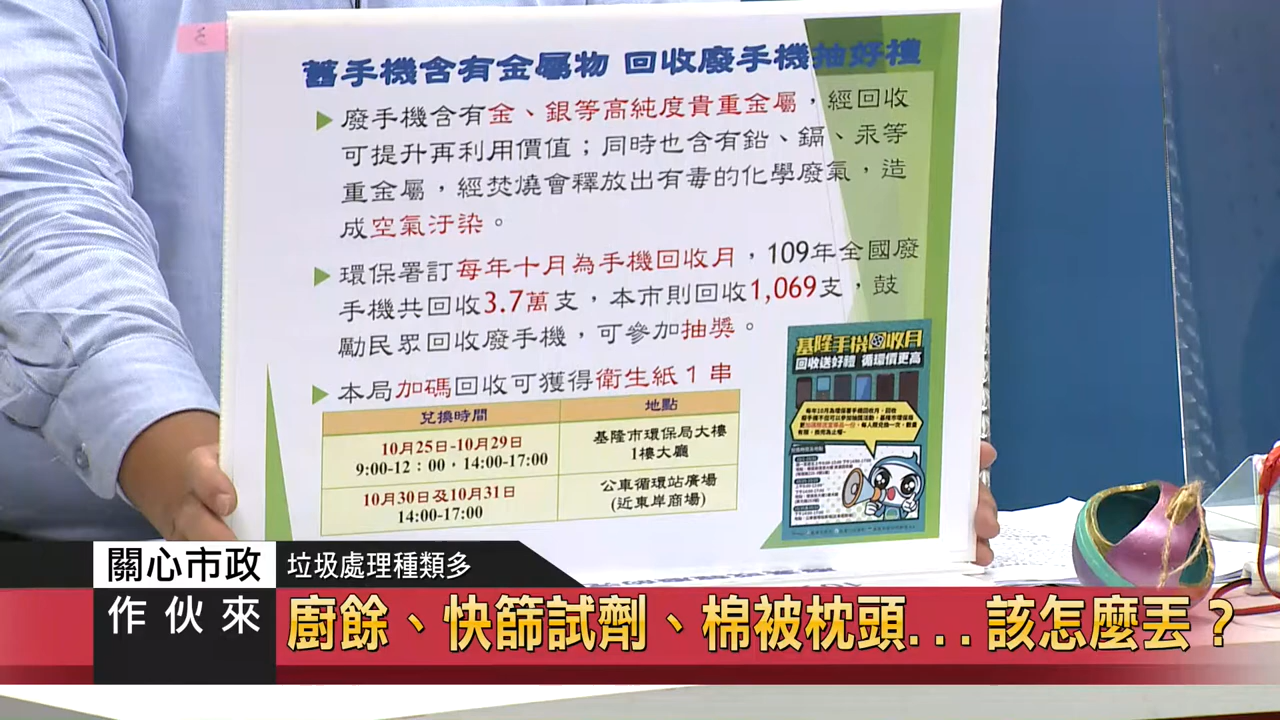 舊手機含有金屬物 回收廢手機抽好禮
廢手機含有金、銀等高純度貴重金屬，經回收
可提升再利用價值；同時也含有鉛、鎘、汞等
重金屬，經焚燒會釋放出有毒的化學廢氣，造
成空氣汙染。
環保署訂每年十月為手機回收月，109年全國廢
手機共回收3.7萬支，本市則回收1,069支，鼓
勵民眾回收廢手機，可參加抽獎。
本局加碼回收可獲得衛生紙1串
兌換時間 地點
10月25日-10月29日
9:00-12：00，14:00-17:00
基隆市環保局大樓
1樓大廳
10月30日及10月31日
14:00-17:00
公車循環站廣場
(近東岸商場)
基隆手機回收月
回收送好禮 循環價更高
關心市政
作伙來
垃圾處理種類多
廚餘、快篩試劑、棉被枕頭...該怎麼丟？